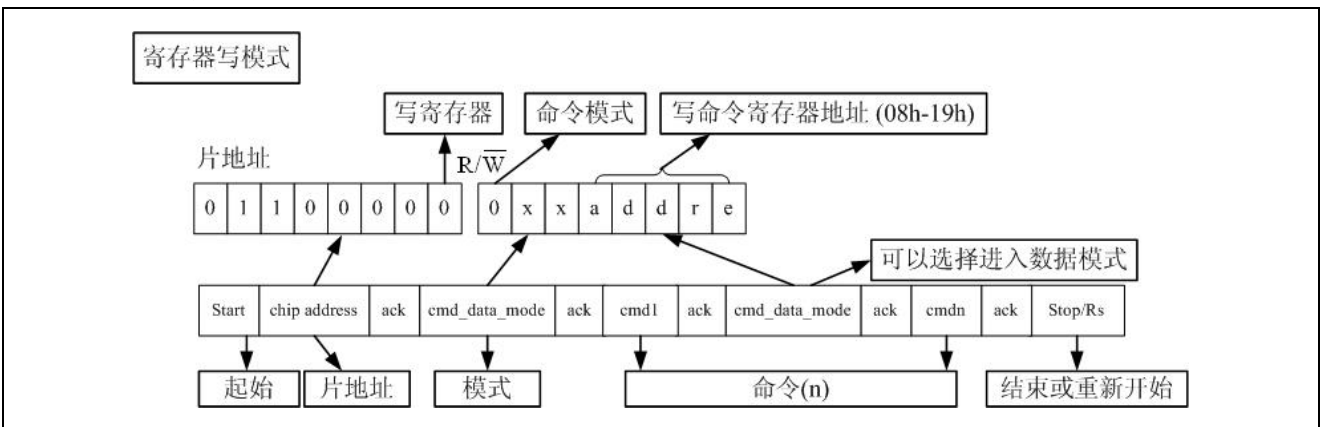 寄存器写模式
写寄存器 命令模式 写命令寄存器地址 (08h-19h)
片地址 R/W̅
0 1 1 0 0 0 0 0 0 x x a d d r e
可以选择进入数据模式
Start chip address ack cmd_data_mode ack cmd1 ack cmd_data_mode ack cmdn ack Stop/Rs
起始 片地址 模式 命令(n) 结束或重新开始